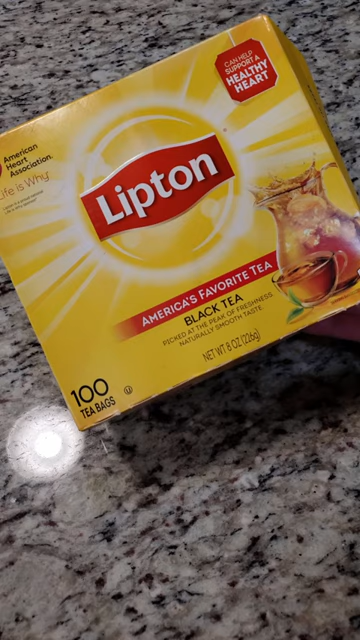 CAN HELP
SUPPORT A
HEALTHY
HEART
American
Heart
Association.
Life is Why
Lipton
AMERICA'S FAVORITE TEA
BLACK TEA
PICKED AT THE PEAK OF FRESHNESS
NATURALLY SMOOTH TASTE.
NET WT 8 OZ (226g)
100
TEA BAGS
U